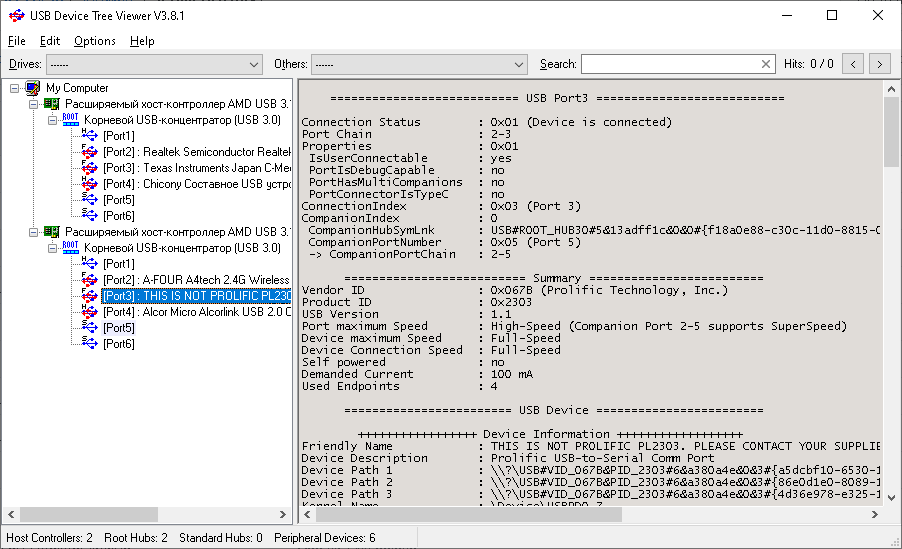 USB Device Tree Viewer V3.8.1
File Edit Options Help
Drives: ------ Others: ------ Search: Hits: 0 / 0 < >
My Computer
Расширяемый хост-контроллер AMD USB 3.1
Корневой USB-концентратор (USB 3.0)
[Port1]
[Port2] : Realtek Semiconductor Realtek
[Port3] : Texas Instruments Japan C-Med
[Port4] : Chicony Составное USB устро
[Port5]
[Port6]
Расширяемый хост-контроллер AMD USB 3.1
Корневой USB-концентратор (USB 3.0)
[Port1]
[Port2] : A-FOUR A4tech 2.4G Wireless
[Port3] : THIS IS NOT PROLIFIC PL230
[Port4] : Alcor Micro Alcorlink USB 2.0 C
[Port5]
[Port6]
========================== USB Port3 ==========================
Connection Status : 0x01 (Device is connected)
Port Chain : 2-3
Properties : 0x01
IsUserConnectable : yes
PortIsDebugCapable : no
PortHasMultiCompanions : no
PortConnectorIsTypeC : no
ConnectionIndex : 0x03 (Port 3)
CompanionIndex : 0
CompanionHubSymLnk : USB#ROOT_HUB30#5&13adff1c&0&0#{f18a0e88-c30c-11d0-8815-0
CompanionPortNumber : 0x05 (Port 5)
-> CompanionPortChain : 2-5
======================== Summary ========================
Vendor ID : 0x067B (Prolific Technology, Inc.)
Product ID : 0x2303
USB Version : 1.1
Port maximum Speed : High-Speed (Companion Port 2-5 supports SuperSpeed)
Device maximum Speed : Full-Speed
Device Connection Speed : Full-Speed
Self powered : no
Demanded Current : 100 mA
Used Endpoints : 4
======================== USB Device ========================
+++++++++++++++++ Device Information ++++++++++++++++++
Friendly Name : THIS IS NOT PROLIFIC PL2303. PLEASE CONTACT YOUR SUPPLIE
Device Description : Prolific USB-to-Serial Comm Port
Device Path 1 : \\?\USB#VID_067B&PID_2303#6&a380a4e&0&3#{a5dcbf10-6530-1
Device Path 2 : \\?\USB#VID_067B&PID_2303#6&a380a4e&0&3#{86e0d1e0-8089-1
Device Path 3 : \\?\USB#VID_067B&PID_2303#6&a380a4e&0&3#{4d36e978-e325-1
Kernel Name : \Device\USBPDO-7
Host Controllers: 2 Root Hubs: 2 Standard Hubs: 0 Peripheral Devices: 6